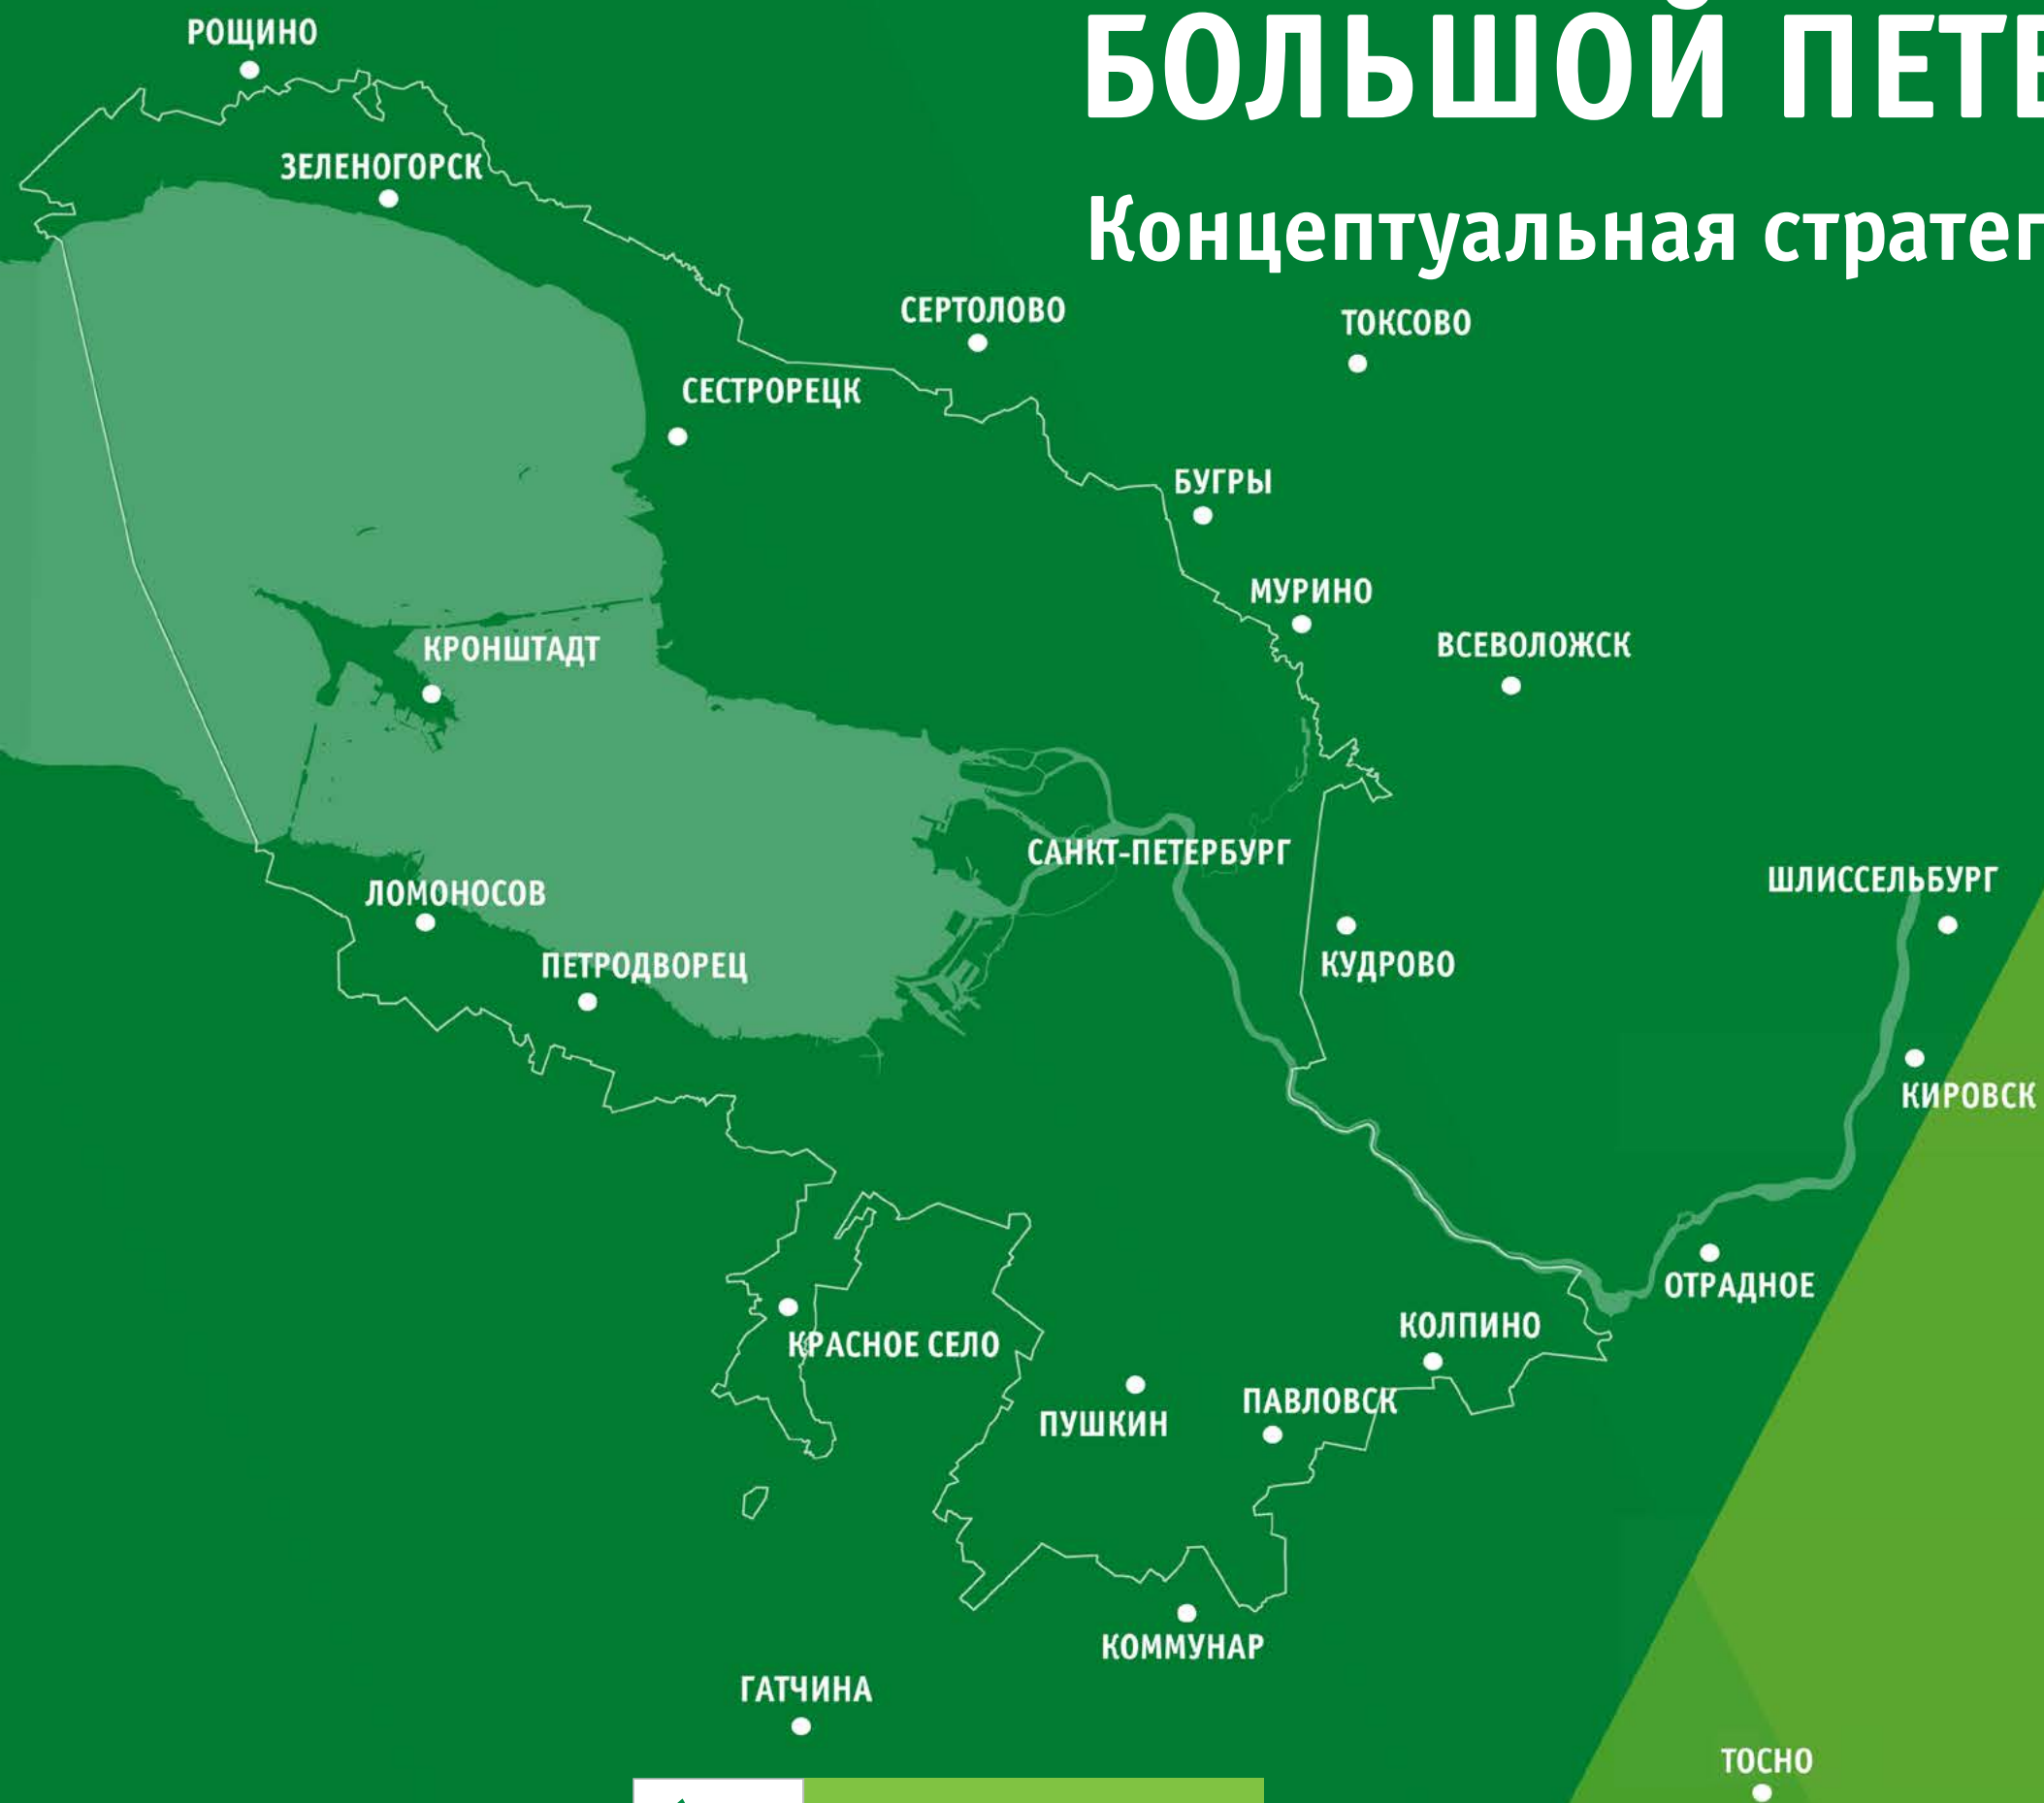 БОЛЬШОЙ ПЕТЕ
Концептуальная стратег
РОЩИНО
ЗЕЛЕНОГОРСК
СЕРТОЛОВО
ТОКСОВО
СЕСТРОРЕЦК
БУГРЫ
МУРИНО
КРОНШТАДТ
ВСЕВОЛОЖСК
САНКТ-ПЕТЕРБУРГ
ШЛИССЕЛЬБУРГ
ЛОМОНОСОВ
ПЕТРОДВОРЕЦ
КУДРОВО
КИРОВСК
ОТРАДНОЕ
КОЛПИНО
КРАСНОЕ СЕЛО
ПАВЛОВСК
ПУШКИН
КОММУНАР
ГАТЧИНА
ТОСНО